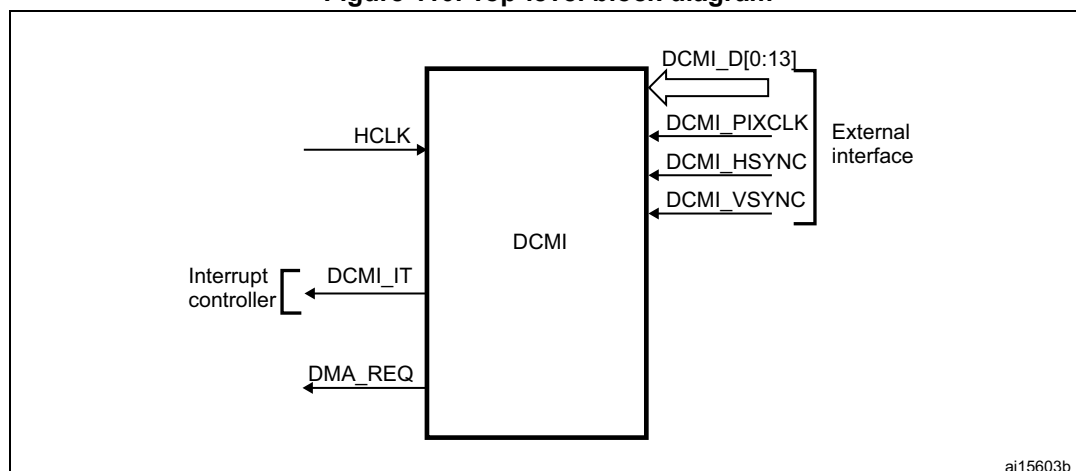 DCMI_D[0:13]
HCLK
DCMI_PIXCLK
DCMI_HSYNC
DCMI_VSYNC
External
interface
DCMI
Interrupt
controller
DCMI_IT
DMA_REQ
ai15603b